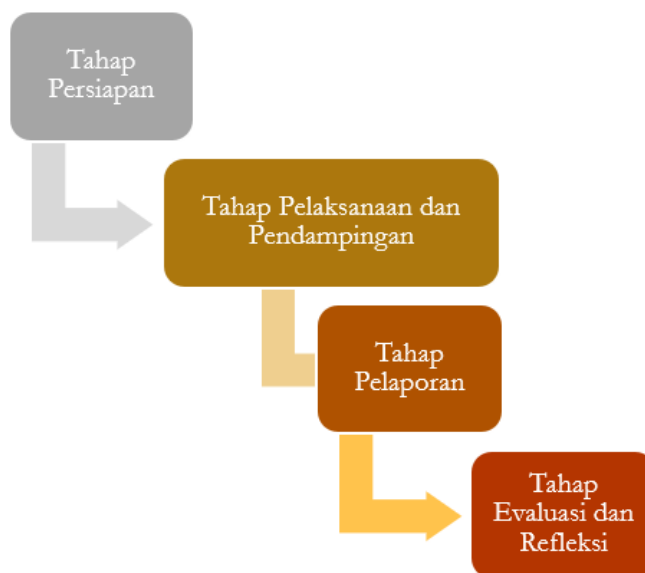 Tahap
Persiapan
Tahap Pelaksanaan dan
Pendampingan
Tahap
Pelaporan
Tahap
Evaluasi dan
Refleksi